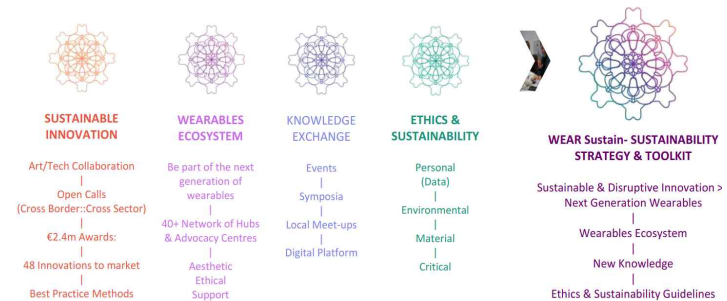 SUSTAINABLE
INNOVATION
Art/Tech Collaboration
|
Open Calls
(Cross Border::Cross Sector)
|
€2.4m Awards:
|
48 Innovations to market
|
Best Practice Methods
WEARABLES
ECOSYSTEM
Be part of the next
generation of
wearables
|
40+ Network of Hubs
& Advocacy Centres
|
Aesthetic
Ethical
Support
KNOWLEDGE
EXCHANGE
Events
|
Symposia
|
Local Meet-ups
|
Digital Platform
ETHICS &
SUSTAINABILITY
Personal
(Data)
|
Environmental
|
Material
|
Critical
WEAR Sustain- SUSTAINABILITY
STRATEGY & TOOLKIT
Sustainable & Disruptive Innovation >
Next Generation Wearables
|
Wearables Ecosystem
|
New Knowledge
|
Ethics & Sustainability Guidelines